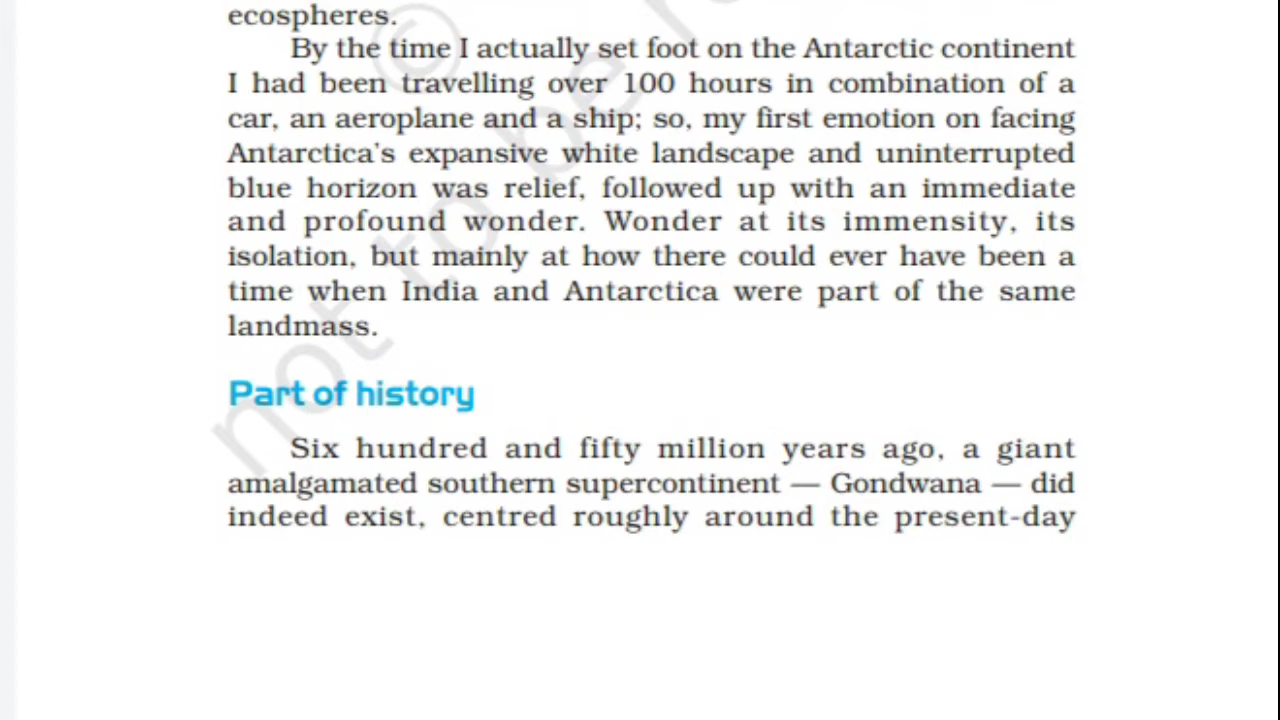 ecospheres.
By the time I actually set foot on the Antarctic continent
I had been travelling over 100 hours in combination of a
car, an aeroplane and a ship; so, my first emotion on facing
Antarctica's expansive white landscape and uninterrupted
blue horizon was relief, followed up with an immediate
and profound wonder. Wonder at its immensity, its
isolation, but mainly at how there could ever have been a
time when India and Antarctica were part of the same
landmass.
Part of history
Six hundred and fifty million years ago, a giant
amalgamated southern supercontinent — Gondwana — did
indeed exist, centred roughly around the present-day
©
not to be r